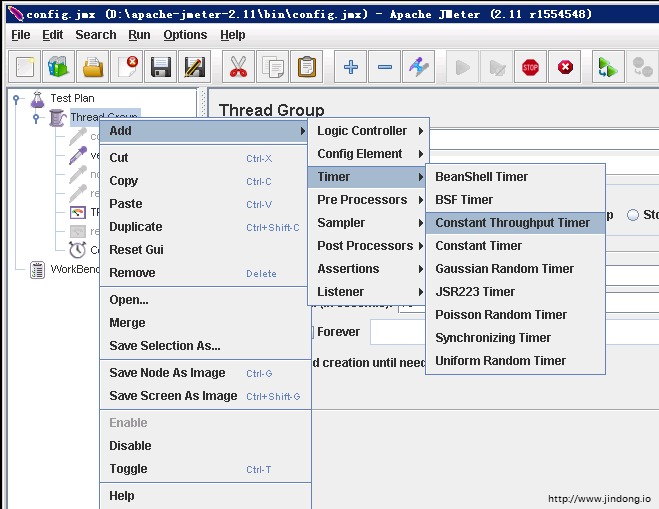 config.jmx (D:\apache-jmeter-2.11\bin\config.jmx) - Apache JMeter (2.11 r1554548)
File Edit Search Run Options Help
STOP
Test Plan
Thread Group
WorkBenc
Thread Group
Add
Cut Ctrl-X
Copy Ctrl-C
Paste Ctrl-V
Duplicate Ctrl+Shift-C
Reset Gui
Remove Delete
Open...
Merge
Save Selection As...
Save Node As Image Ctrl-G
Save Screen As Image Ctrl+Shift-G
Enable
Disable
Toggle Ctrl-T
Help
Logic Controller
Config Element
Timer
Pre Processors
Sampler
Post Processors
Assertions
Listener
BeanShell Timer
BSF Timer
Constant Throughput Timer
Constant Timer
Gaussian Random Timer
JSR223 Timer
Poisson Random Timer
Synchronizing Timer
Uniform Random Timer
Forever
d creation until need
http://www.jindong.io